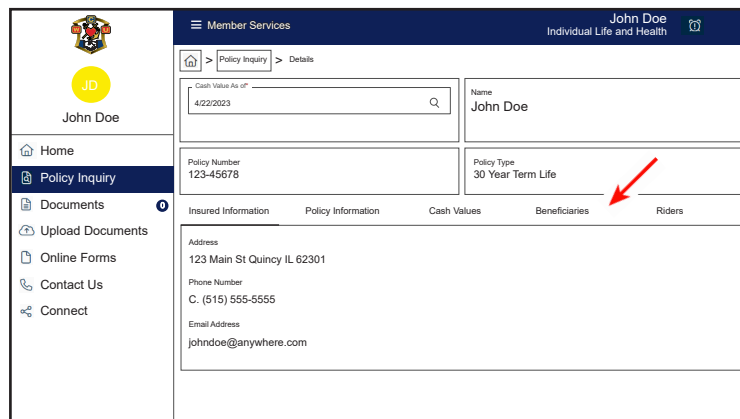 W C U
JD
John Doe
Home
Policy Inquiry
Documents 0
Upload Documents
Online Forms
Contact Us
Connect
Member Services
John Doe
Individual Life and Health
> Policy Inquiry > Details
Cash Value As of*
4/22/2023
Name
John Doe
Policy Number
123-45678
Policy Type
30 Year Term Life
Insured Information Policy Information Cash Values Beneficiaries Riders
Address
123 Main St Quincy IL 62301
Phone Number
C. (515) 555-5555
Email Address
johndoe@anywhere.com